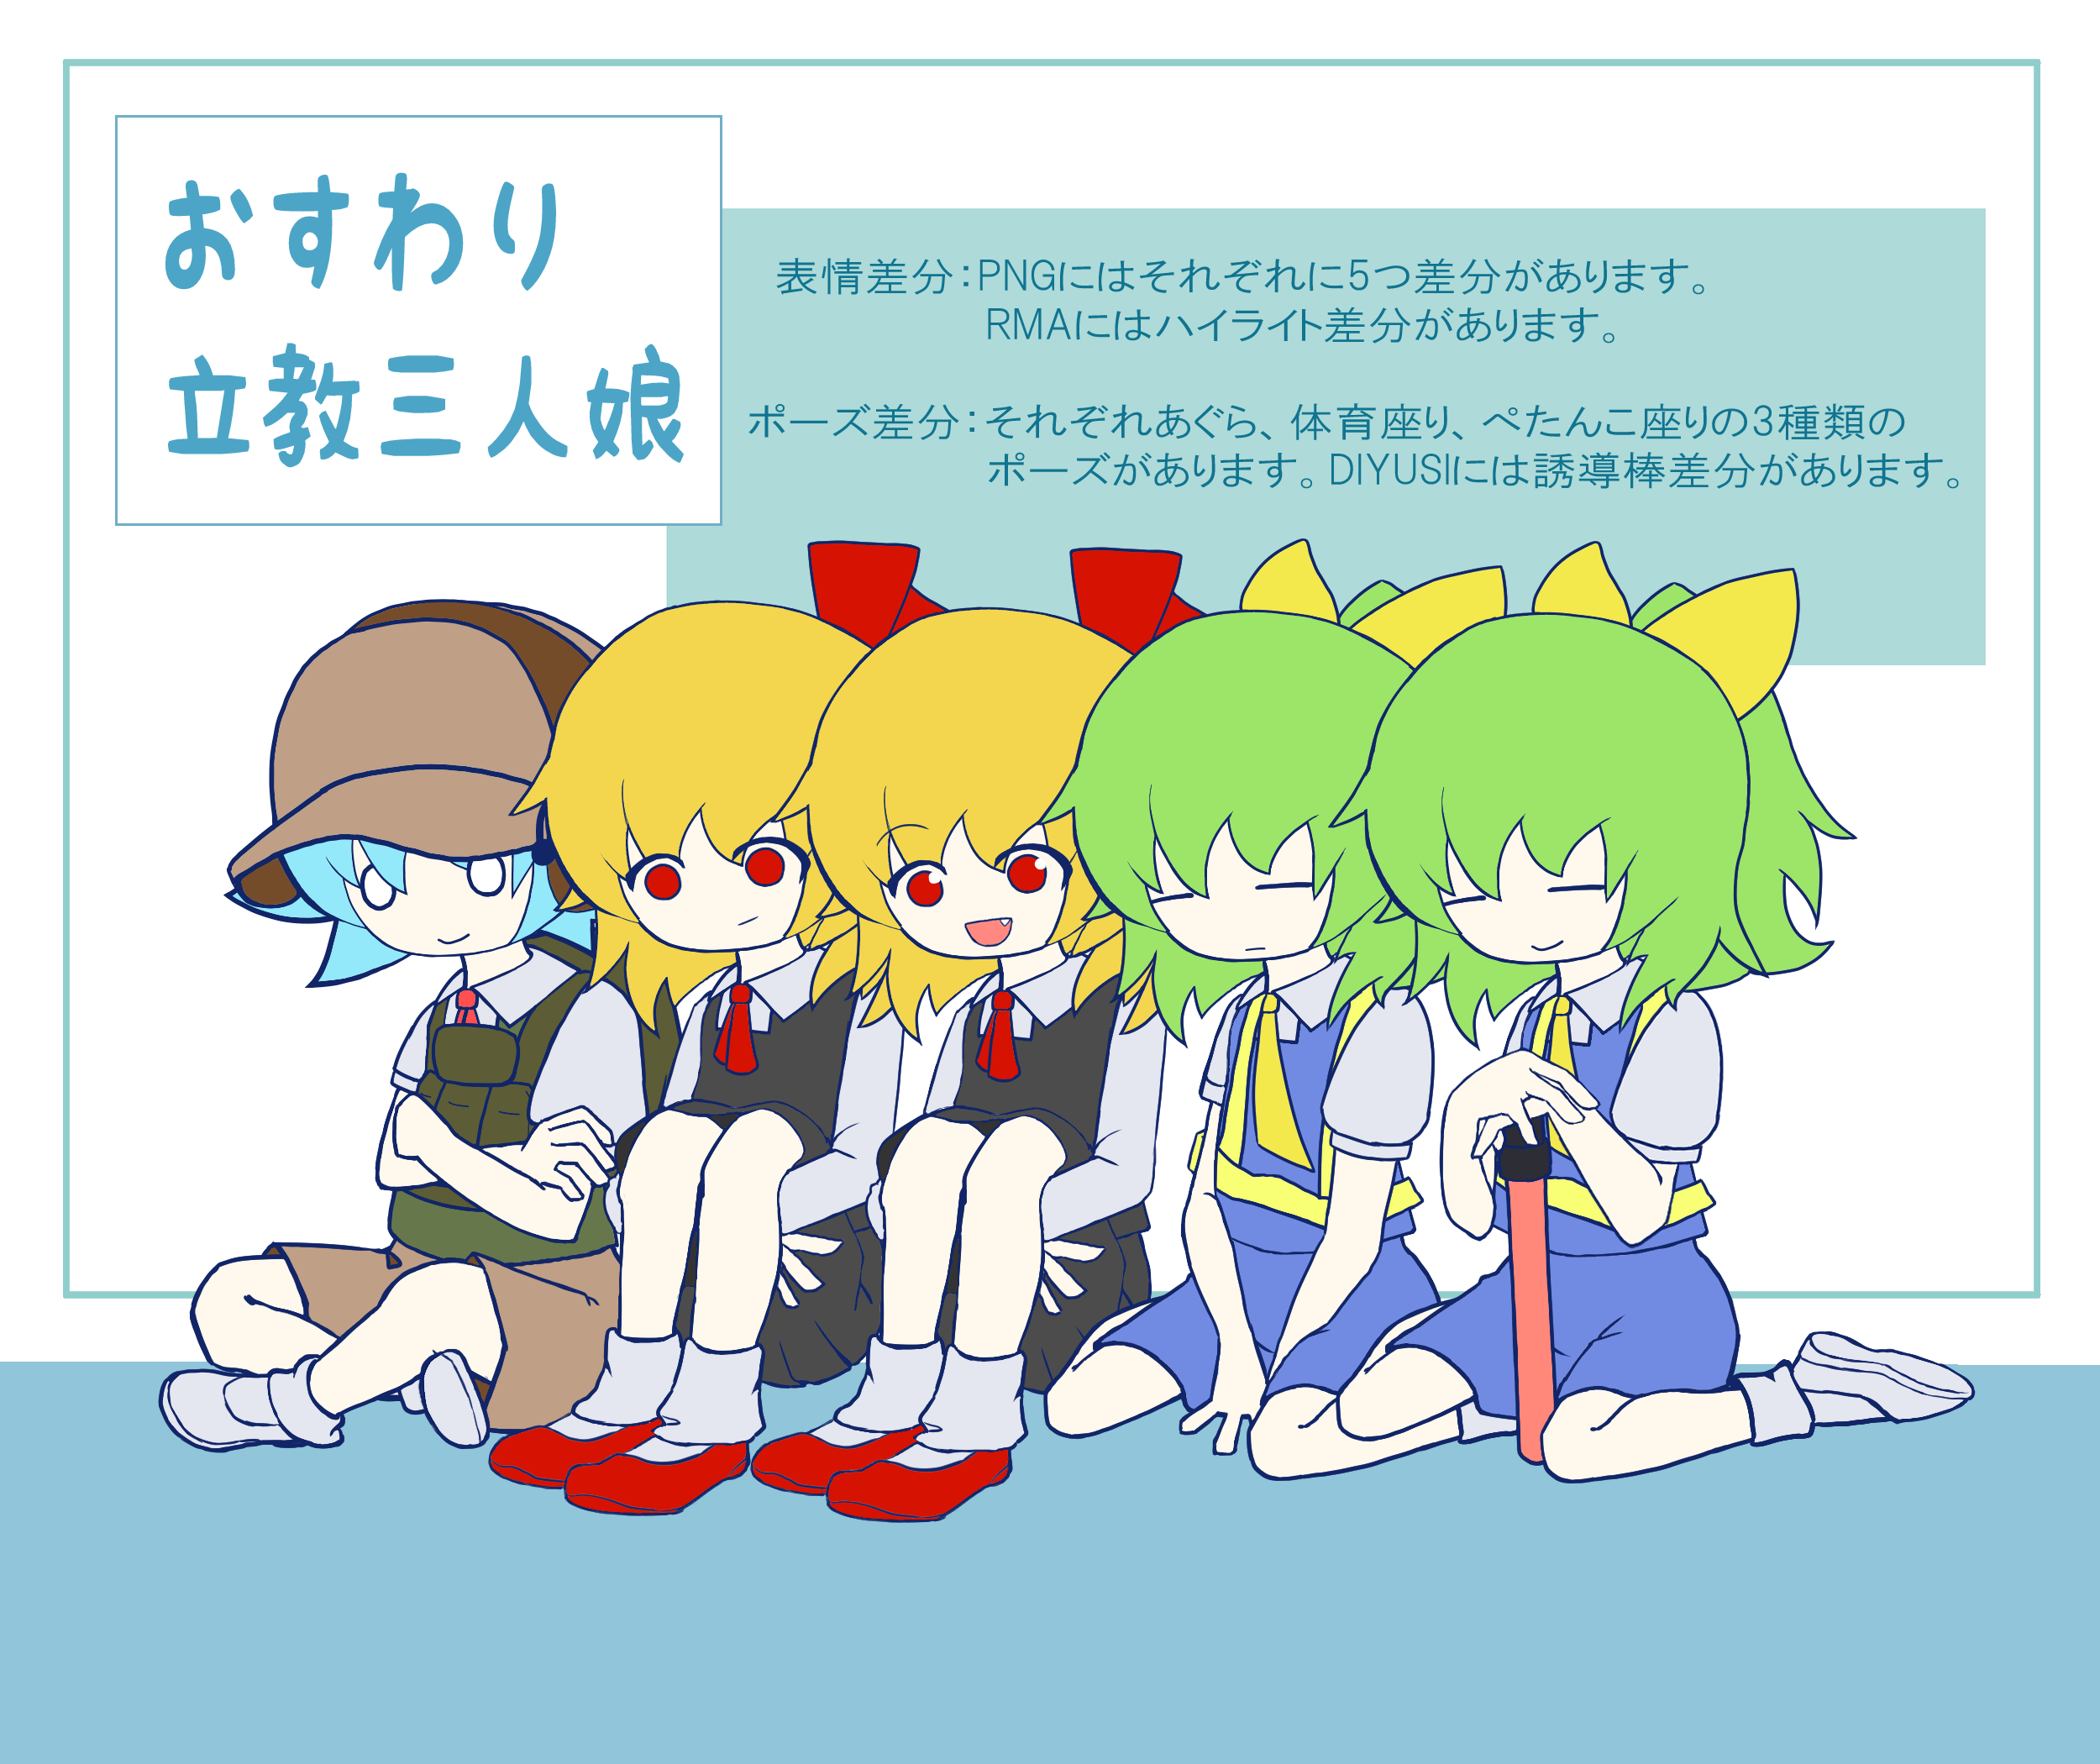 おすわり
立教三人娘
表情差分：PNGにはそれぞれに5つ差分があります。
RMAにはハイライト差分があります。
ポーズ差分：それぞれあぐら、体育座り、ぺたんこ座りの3種類の
ポーズがあります。DIYUSIには誘導棒差分があります。